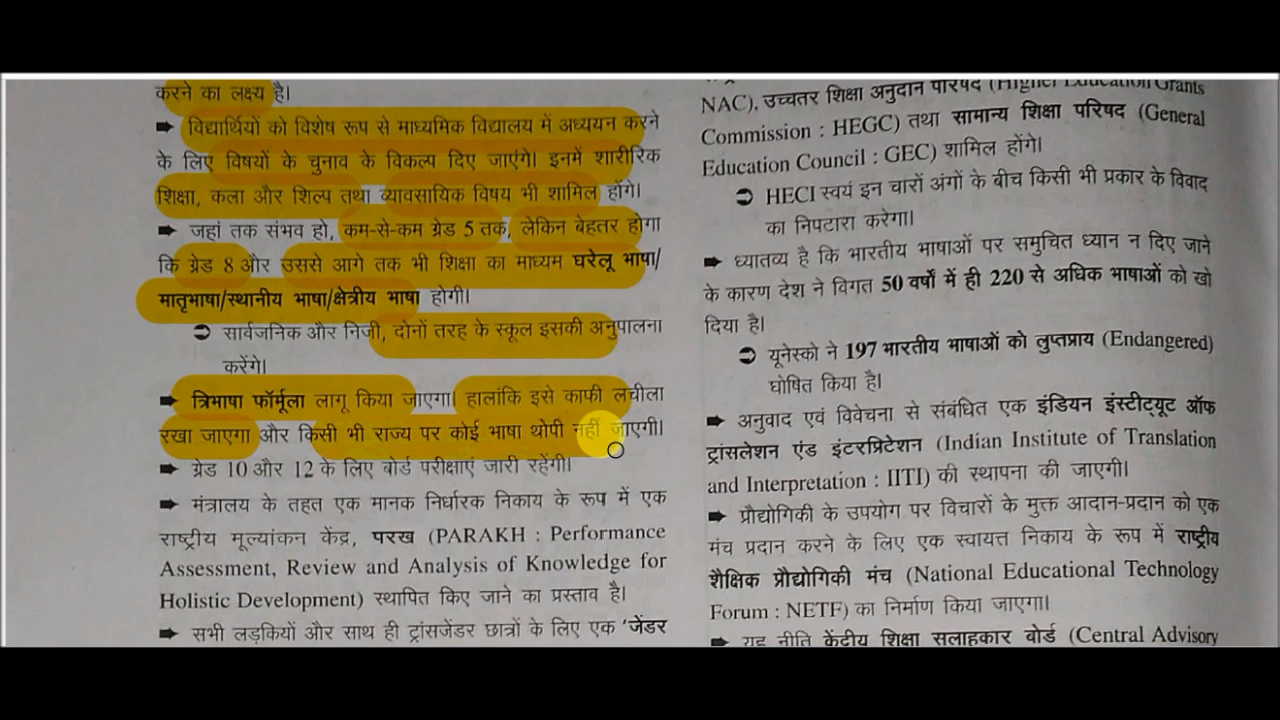 करने का लक्ष्य है।
➡ विद्यार्थियों को विशेष रूप से माध्यमिक विद्यालय में अध्ययन करने
के लिए विषयों के चुनाव के विकल्प दिए जाएंगे। इनमें शारीरिक
शिक्षा, कला और शिल्प तथा व्यावसायिक विषय भी शामिल होंगे।
➡ जहां तक संभव हो, कम-से-कम ग्रेड 5 तक, लेकिन बेहतर होगा
कि ग्रेड 8 और उससे आगे तक भी शिक्षा का माध्यम घरेलू भाषा/
मातृभाषा/स्थानीय भाषा/क्षेत्रीय भाषा होगी।
➲ सार्वजनिक और निजी, दोनों तरह के स्कूल इसकी अनुपालना
करेंगे।
➡ त्रिभाषा फॉर्मूला लागू किया जाएगा। हालांकि इसे काफी लचीला
रखा जाएगा और किसी भी राज्य पर कोई भाषा थोपी नहीं जाएगी।
➡ ग्रेड 10 और 12 के लिए बोर्ड परीक्षाएं जारी रहेंगी।
➡ मंत्रालय के तहत एक मानक निर्धारक निकाय के रूप में एक
राष्ट्रीय मूल्यांकन केंद्र, परख (PARAKH : Performance
Assessment, Review and Analysis of Knowledge for
Holistic Development) स्थापित किए जाने का प्रस्ताव है।
➡ सभी लड़कियों और साथ ही ट्रांसजेंडर छात्रों के लिए एक 'जेंडर
NAC), उच्चतर शिक्षा अनुदान परिषद (Higher Education Grants
Commission : HEGC) तथा सामान्य शिक्षा परिषद (General
Education Council : GEC) शामिल होंगे।
➲ HECI स्वयं इन चारों अंगों के बीच किसी भी प्रकार के विवाद
का निपटारा करेगा।
➡ ध्यातव्य है कि भारतीय भाषाओं पर समुचित ध्यान न दिए जाने
के कारण देश ने विगत 50 वर्षों में ही 220 से अधिक भाषाओं को खो
दिया है।
➲ यूनेस्को ने 197 भारतीय भाषाओं को लुप्तप्राय (Endangered)
घोषित किया है।
➡ अनुवाद एवं विवेचना से संबंधित एक इंडियन इंस्टीट्यूट ऑफ
ट्रांसलेशन एंड इंटरप्रिटेशन (Indian Institute of Translation
and Interpretation : IITI) की स्थापना की जाएगी।
➡ प्रौद्योगिकी के उपयोग पर विचारों के मुक्त आदान-प्रदान को एक
मंच प्रदान करने के लिए एक स्वायत्त निकाय के रूप में राष्ट्रीय
शैक्षिक प्रौद्योगिकी मंच (National Educational Technology
Forum : NETF) का निर्माण किया जाएगा।
➡ यह नीति केंद्रीय शिक्षा सलाहकार बोर्ड (Central Advisory